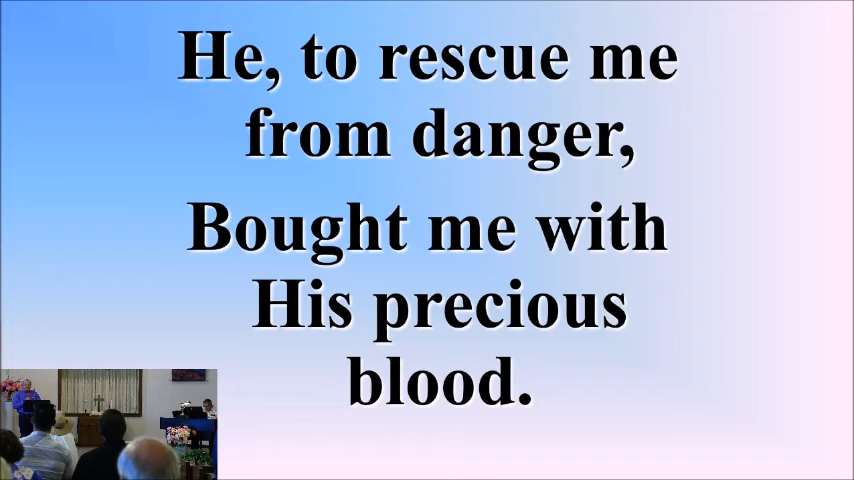 He, to rescue me
from danger,
Bought me with
His precious
blood.